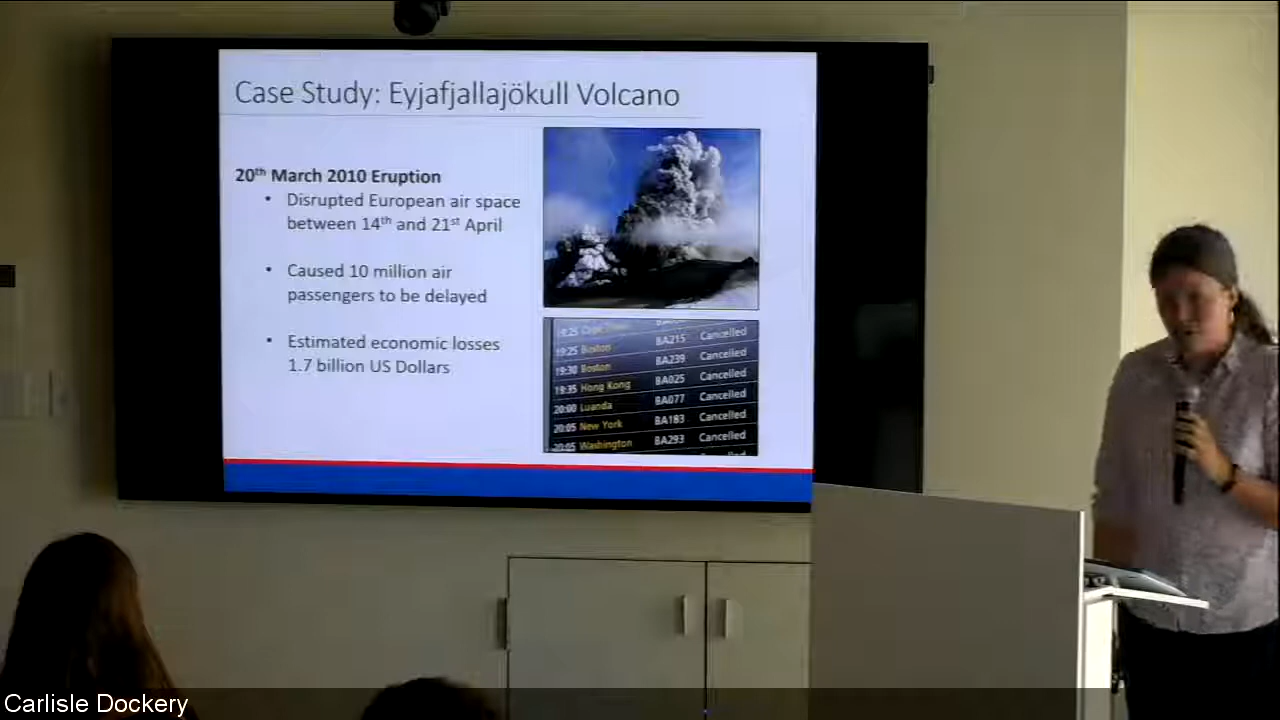 Case Study: Eyjafjallajökull Volcano
20th March 2010 Eruption
• Disrupted European air space
between 14th and 21st April
• Caused 10 million air
passengers to be delayed
• Estimated economic losses
1.7 billion US Dollars
19:25 BA215 Cancelled
19:25 Boston BA239 Cancelled
19:30 Boston BA025 Cancelled
19:35 Hong Kong BA077 Cancelled
20:00 Luanda BA183 Cancelled
20:05 New York BA293 Cancelled
20:05 Washington
Carlisle Dockery